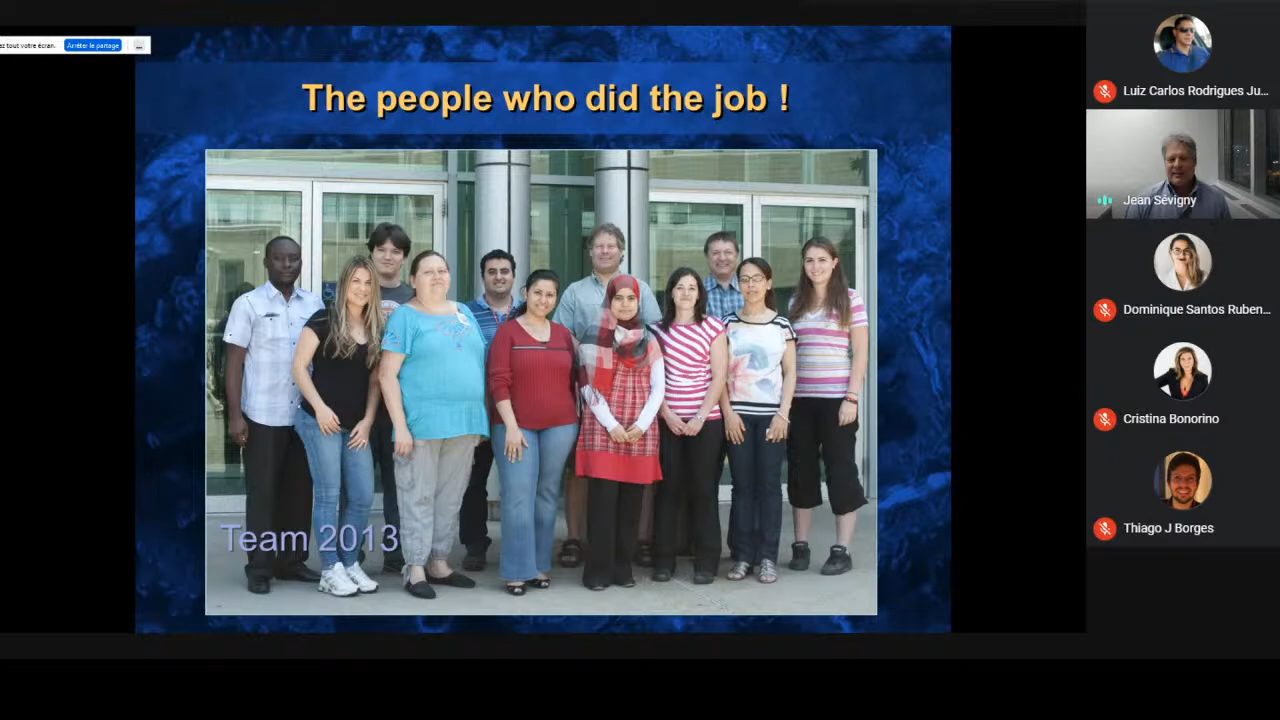 ez tout votre écran.
Arrêter le partage
The people who did the job !
Team 2013
Luiz Carlos Rodrigues Ju...
Jean Sévigny
Dominique Santos Ruben...
Cristina Bonorino
Thiago J Borges